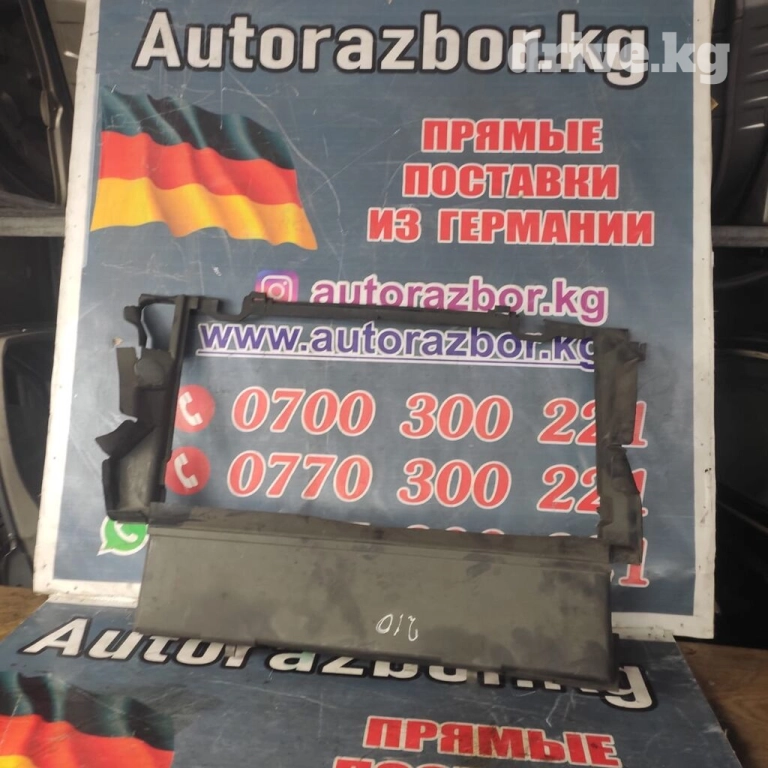 Autorazbor.kg
drive.kg
ПРЯМЫЕ
ПОСТАВКИ
ИЗ ГЕРМАНИИ
autorazbor.kg
www.autorazbor.kg
0700 300 221
0770 300 221
210
Autorazbor.kg
ПРЯМЫЕ